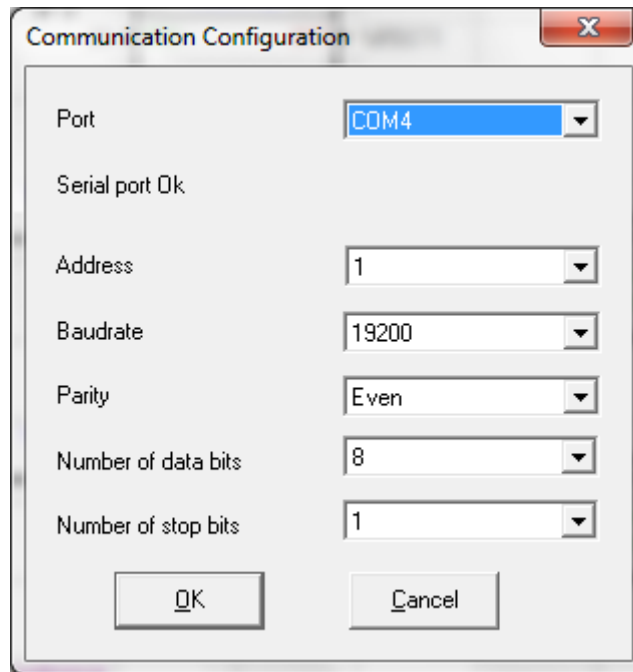 Communication Configuration
Port COM4
Serial port Ok
Address 1
Baudrate 19200
Parity Even
Number of data bits 8
Number of stop bits 1
OK Cancel